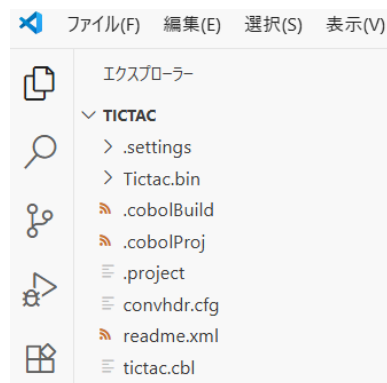 ファイル(F) 編集(E) 選択(S) 表示(V)
エクスプローラー
TICTAC
.settings
Tictac.bin
.cobolBuild
.cobolProj
.project
convhdr.cfg
readme.xml
tictac.cbl